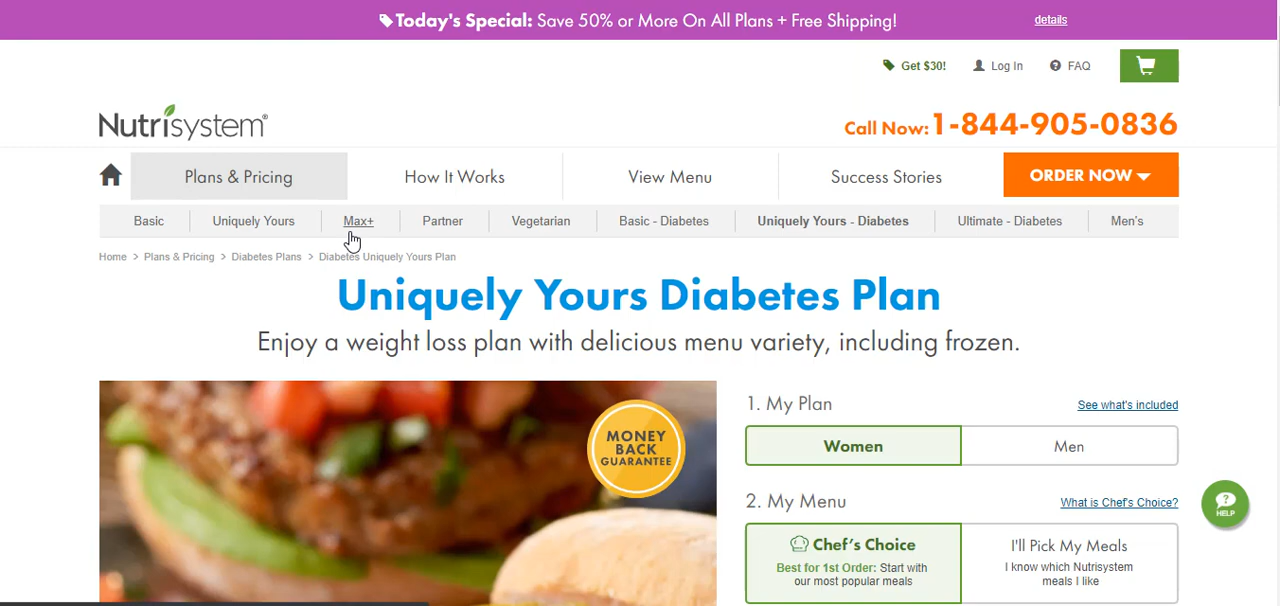 Today's Special: Save 50% or More On All Plans + Free Shipping!
details
Get $30!
Log In
FAQ
Nutrisystem®
Call Now: 1-844-905-0836
Plans & Pricing
How It Works
View Menu
Success Stories
ORDER NOW
Basic
Uniquely Yours
Max+
Partner
Vegetarian
Basic - Diabetes
Uniquely Yours - Diabetes
Ultimate - Diabetes
Men's
Home > Plans & Pricing > Diabetes Plans > Diabetes Uniquely Yours Plan
Uniquely Yours Diabetes Plan
Enjoy a weight loss plan with delicious menu variety, including frozen.
MONEY
BACK
GUARANTEE
1. My Plan
See what's included
Women
Men
2. My Menu
What is Chef's Choice?
Chef's Choice
Best for 1st Order: Start with
our most popular meals
I'll Pick My Meals
I know which Nutrisystem
meals I like
?
HELP